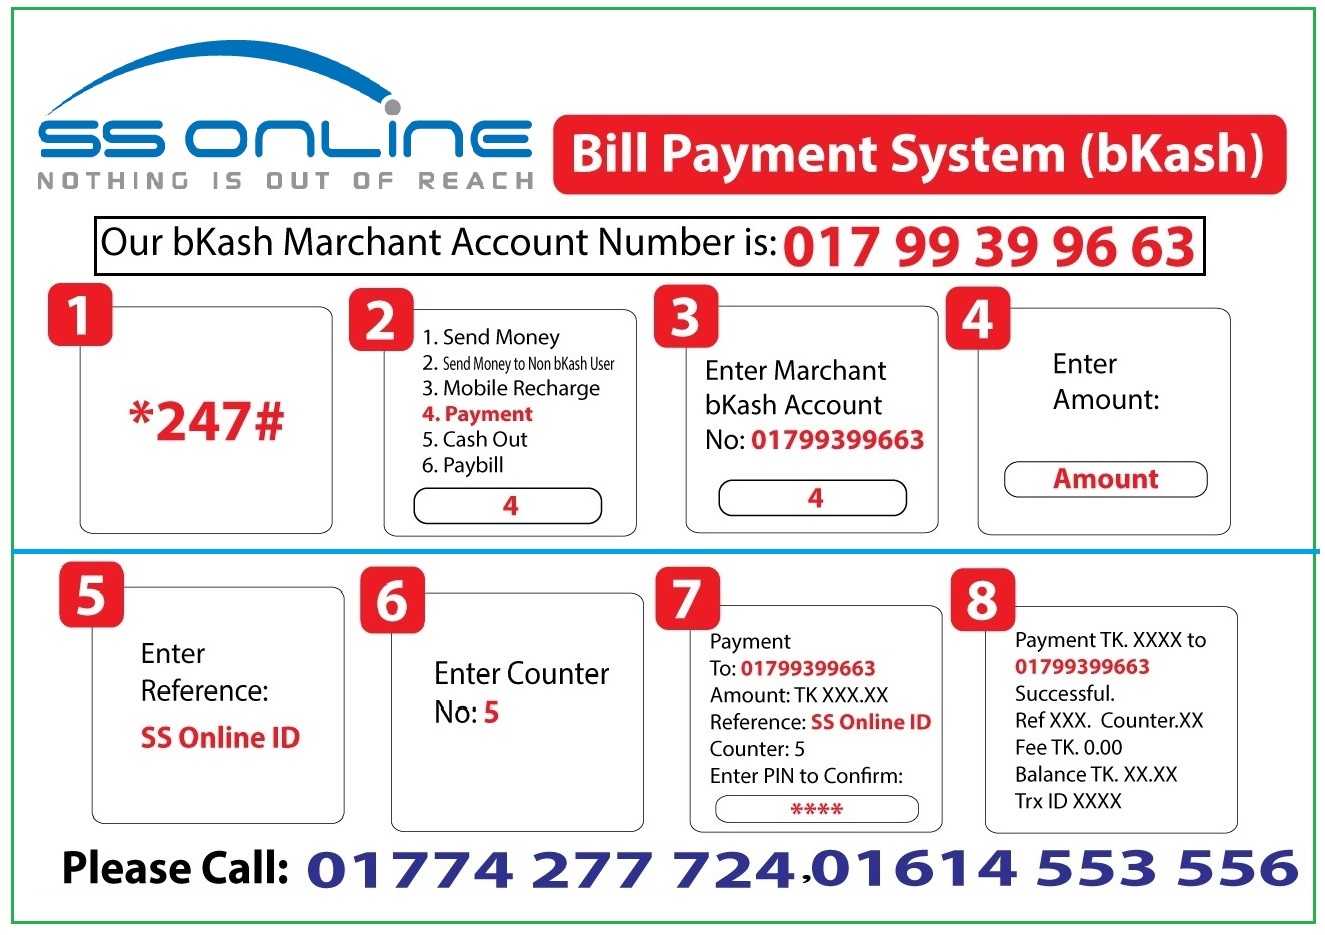 SS ONLINE
NOTHING IS OUT OF REACH
Bill Payment System (bKash)
Our bKash Marchant Account Number is: 017 99 39 96 63
1
*247#
2
1. Send Money
2. Send Money to Non bKash User
3. Mobile Recharge
4. Payment
5. Cash Out
6. Paybill
4
3
Enter Marchant
bKash Account
No: 01799399663
4
4
Enter
Amount:
Amount
5
Enter
Reference:
SS Online ID
6
Enter Counter
No: 5
7
Payment
To: 01799399663
Amount: TK XXX.XX
Reference: SS Online ID
Counter: 5
Enter PIN to Confirm:
****
8
Payment TK. XXXX to
01799399663
Successful.
Ref XXX. Counter.XX
Fee TK. 0.00
Balance TK. XX.XX
Trx ID XXXX
Please Call: 01774 277 724,01614 553 556